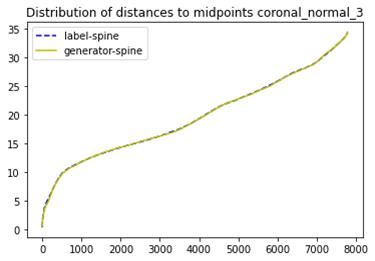 Distribution of distances to midpoints coronal_normal_3
label-spine
generator-spine
35
30
25
20
15
10
5
0
0 1000 2000 3000 4000 5000 6000 7000 8000